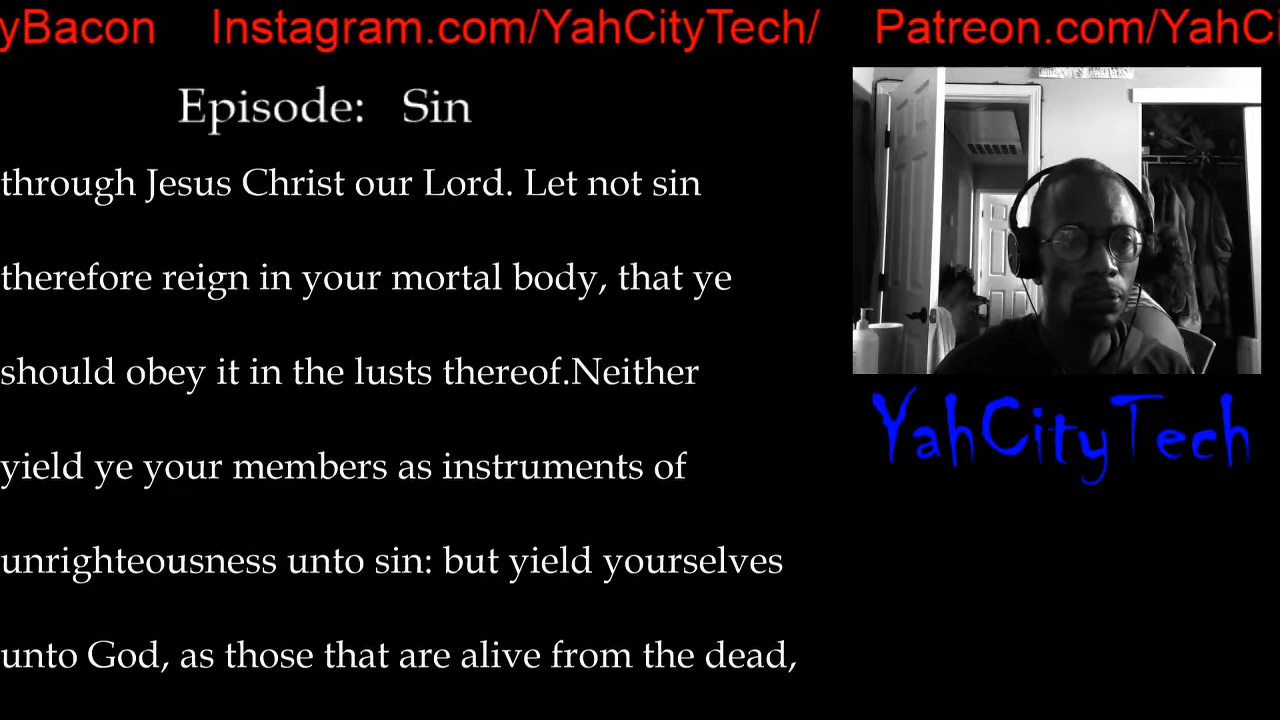 yBacon Instagram.com/YahCityTech/ Patreon.com/YahCi
Episode: Sin
through Jesus Christ our Lord. Let not sin
therefore reign in your mortal body, that ye
should obey it in the lusts thereof.Neither
yield ye your members as instruments of
unrighteousness unto sin: but yield yourselves
unto God, as those that are alive from the dead,
YahCityTech